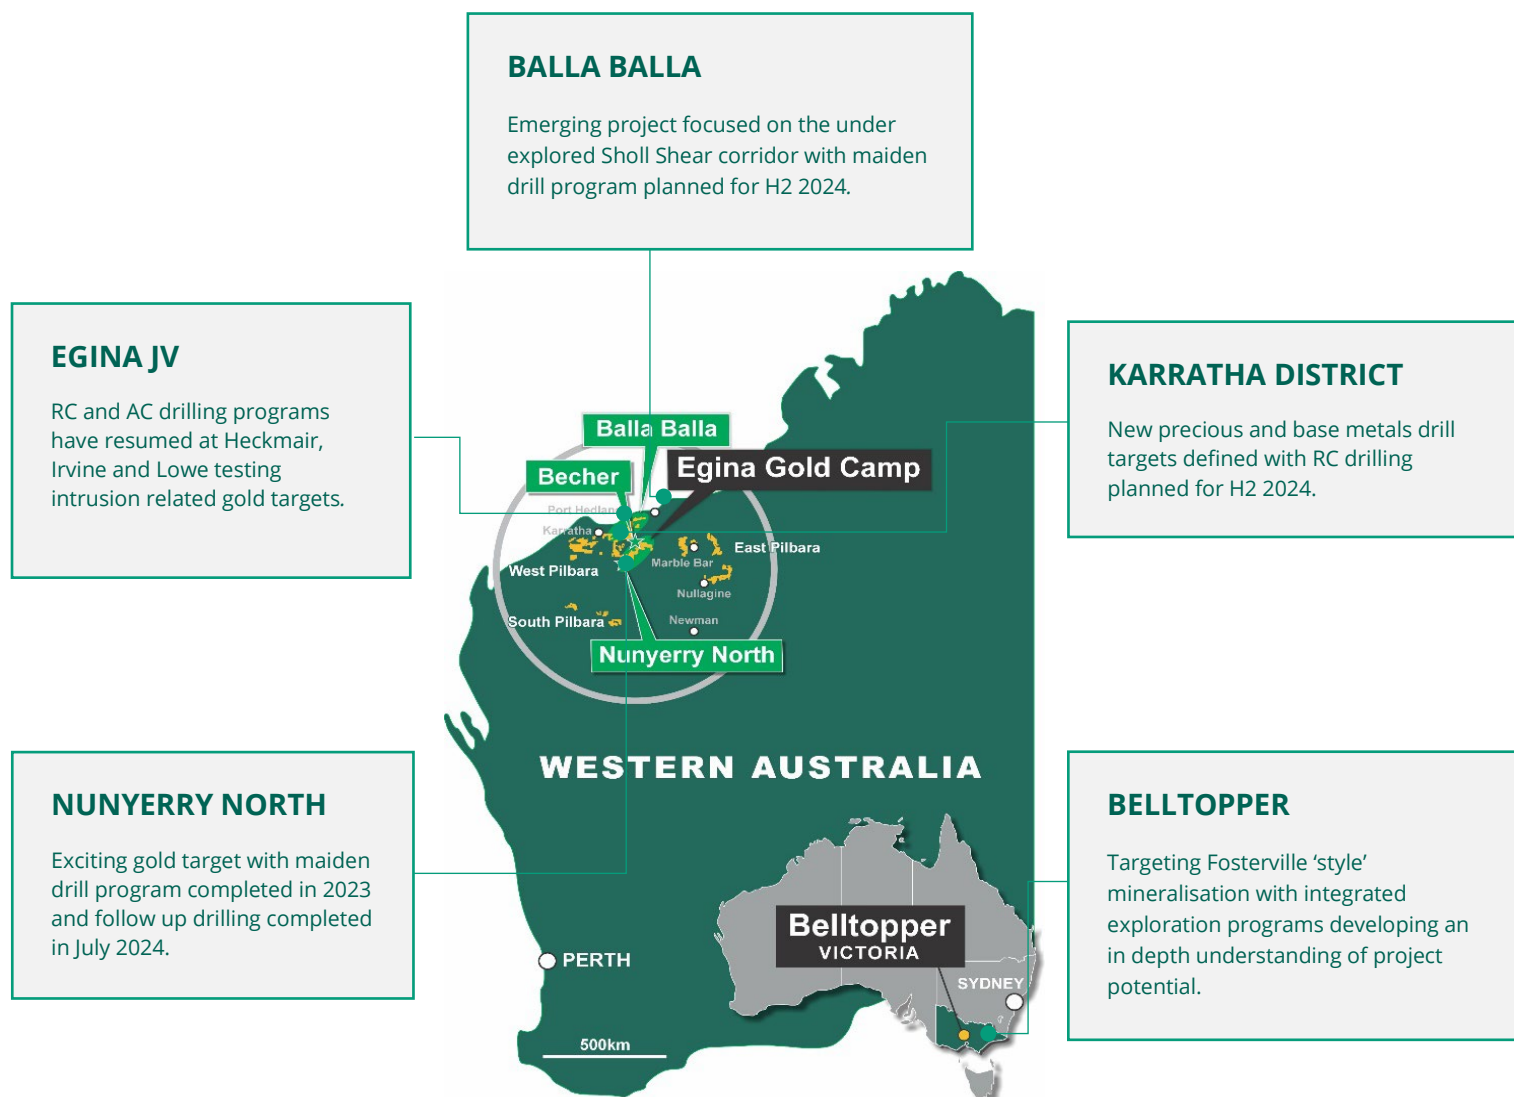 BALLA BALLA
Emerging project focused on the under
explored Sholl Shear corridor with maiden
drill program planned for H2 2024.
EGINA JV
RC and AC drilling programs
have resumed at Heckmair,
Irvine and Lowe testing
intrusion related gold targets.
KARRATHA DISTRICT
New precious and base metals drill
targets defined with RC drilling
planned for H2 2024.
Balla Balla
Becher
Egina Gold Camp
Port Hedland
Karratha
East Pilbara
West Pilbara
Marble Bar
Nullagine
South Pilbara
Newman
Nunyerry North
WESTERN AUSTRALIA
NUNYERRY NORTH
Exciting gold target with maiden
drill program completed in 2023
and follow up drilling completed
in July 2024.
BELLTOPPER
Targeting Fosterville ‘style’
mineralisation with integrated
exploration programs developing an
in depth understanding of project
potential.
Belltopper
VICTORIA
PERTH
SYDNEY
500km